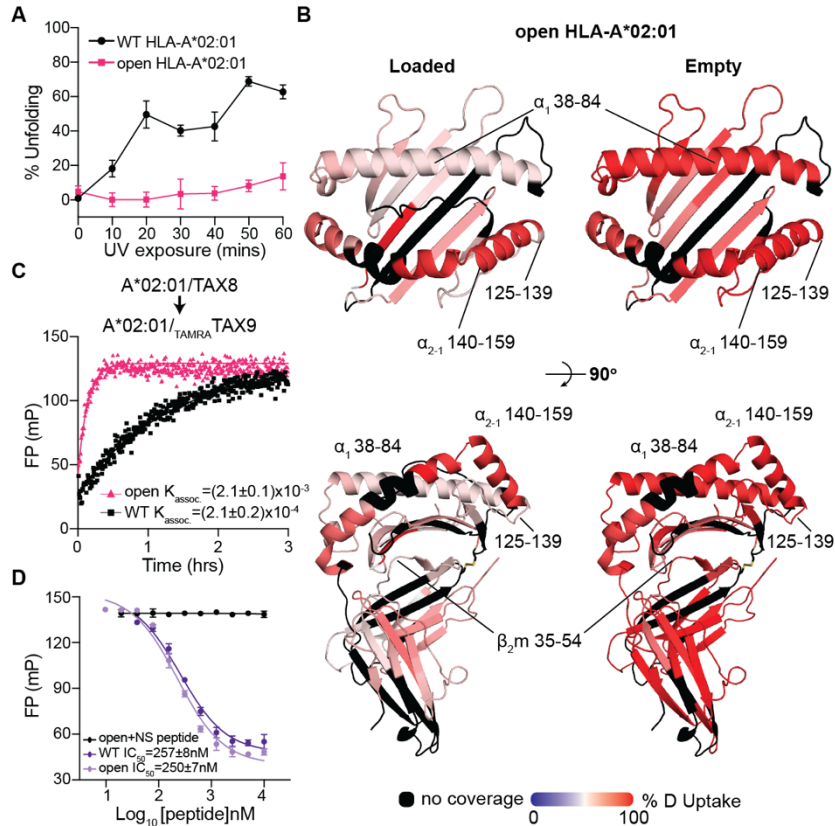 A
% Unfolding
100
80
60
40
20
0
WT HLA-A*02:01
open HLA-A*02:01
0 10 20 30 40 50 60
UV exposure (mins)
B
open HLA-A*02:01
Loaded
Empty
α₁ 38-84
125-139
125-139
α₂₋₁ 140-159
α₂₋₁ 140-159
90º
α₂₋₁ 140-159
α₂₋₁ 140-159
α₁ 38-84
α₁ 38-84
125-139
125-139
β₂m 35-54
no coverage
0
100
% D Uptake
C
A*02:01/TAX8
A*02:01/TAMRATAX9
FP (mP)
150
100
50
0
open Kassoc.=(2.1±0.1)x10⁻³
WT Kassoc.=(2.1±0.2)x10⁻⁴
0 1 2 3
Time (hrs)
D
FP (mP)
150
120
90
60
30
open+NS peptide
WT IC₅₀=257±8nM
open IC₅₀=250±7nM
1 2 3 4
Log₁₀ [peptide]nM